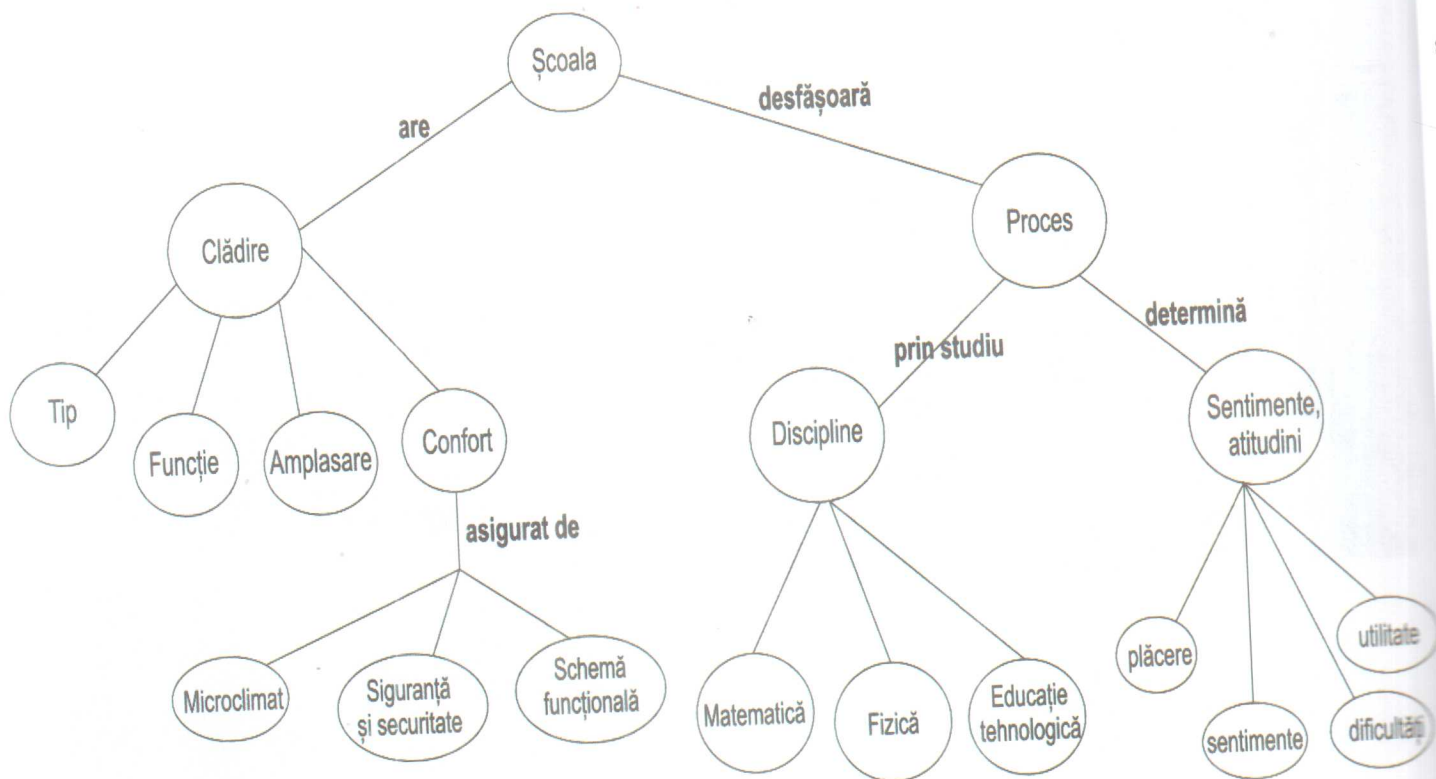 Școala
desfășoară
are
Proces
Clădire
determină
prin studiu
Tip
Funcție
Amplasare
Confort
Discipline
Sentimente,
atitudini
asigurat de
Microclimat
Siguranță
și securitate
Schemă
funcțională
Matematică
Fizică
Educație
tehnologică
plăcere
sentimente
dificultăți
utilitate